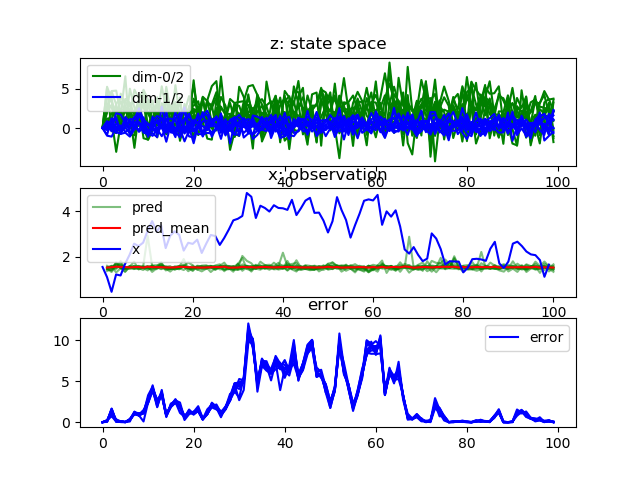 z: state space
dim-0/2
dim-1/2
5
0
0 20 40 60 80 100
x: observation
pred
pred_mean
x
4
2
0 20 40 60 80 100
error
error
10
5
0
0 20 40 60 80 100